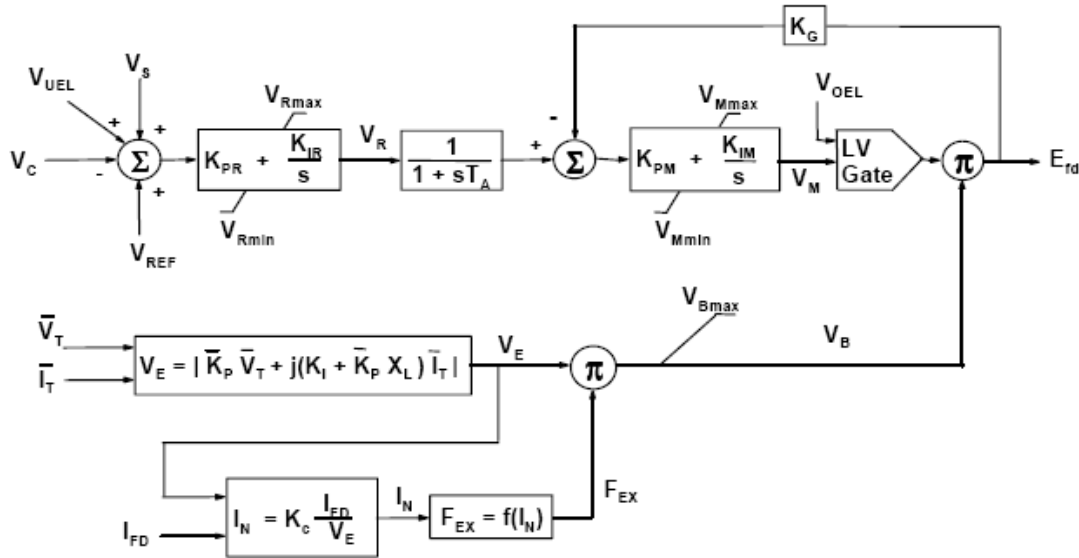 K_G
V_S
V_UEL
V_Rmax
V_Mmax
V_OEL
+
+
-
V_C
-
Σ
+
K_PR + K_IR/s
V_R
1/(1 + sT_A)
+
Σ
K_PM + K_IM/s
V_M
LV
Gate
π
E_fd
V_Rmin
V_Mmin
V_REF
V_Bmax
V̅_T
I̅_T
V_E = | K̅_P V̅_T + j(K_I + K̅_P X_L) I̅_T |
V_E
π
V_B
F_EX
I_FD
I_N = K_c I_FD/V_E
I_N
F_EX = f(I_N)